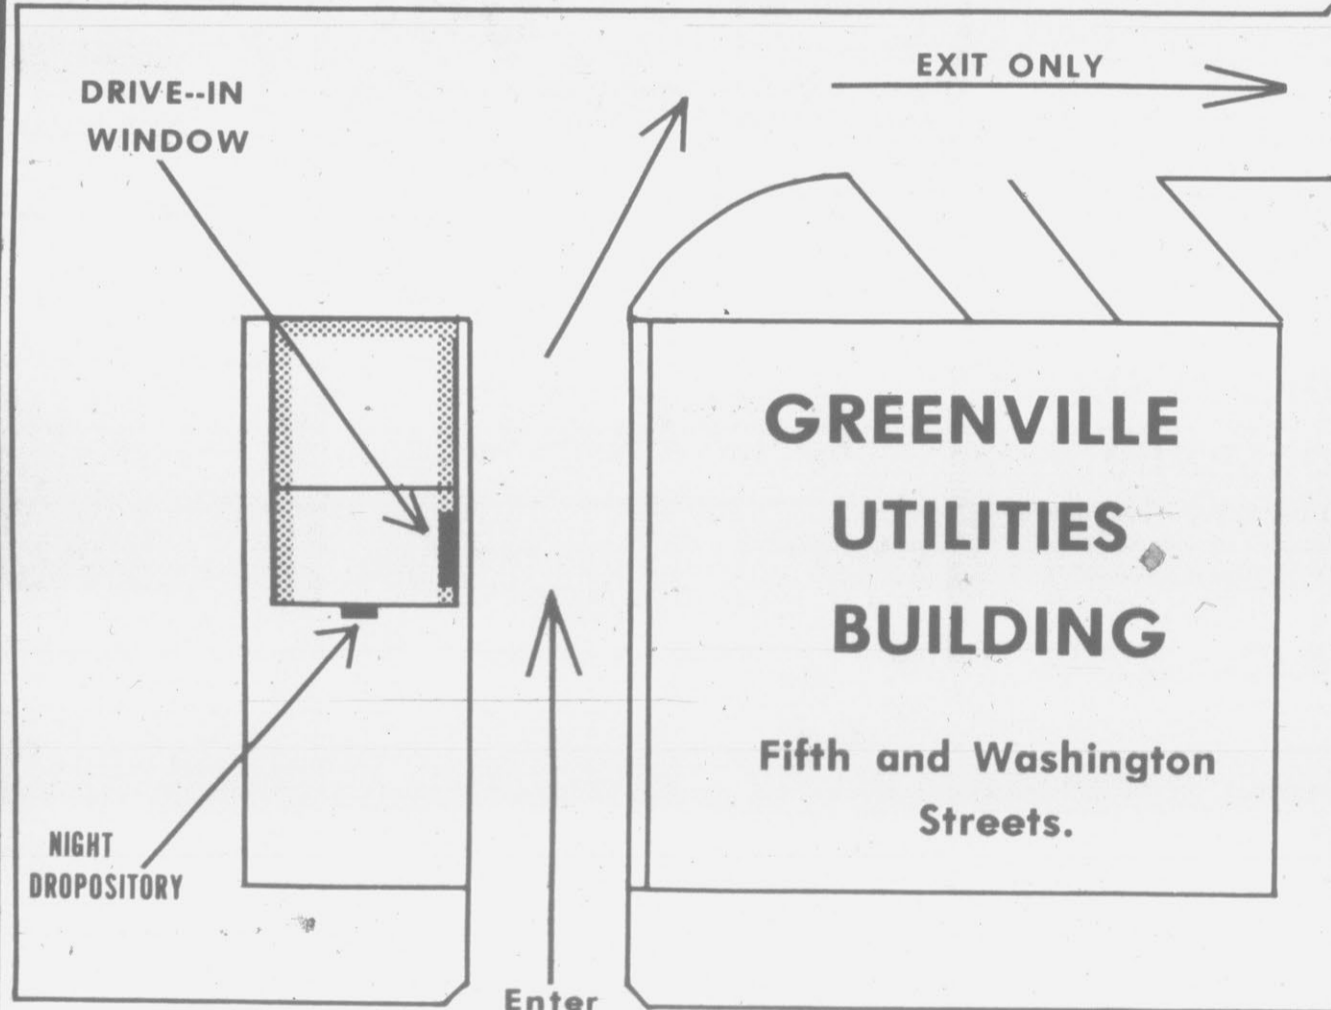 EXIT ONLY
DRIVE--IN
WINDOW
GREENVILLE
UTILITIES
BUILDING
Fifth and Washington
Streets.
NIGHT
DROPOSITORY
Enter